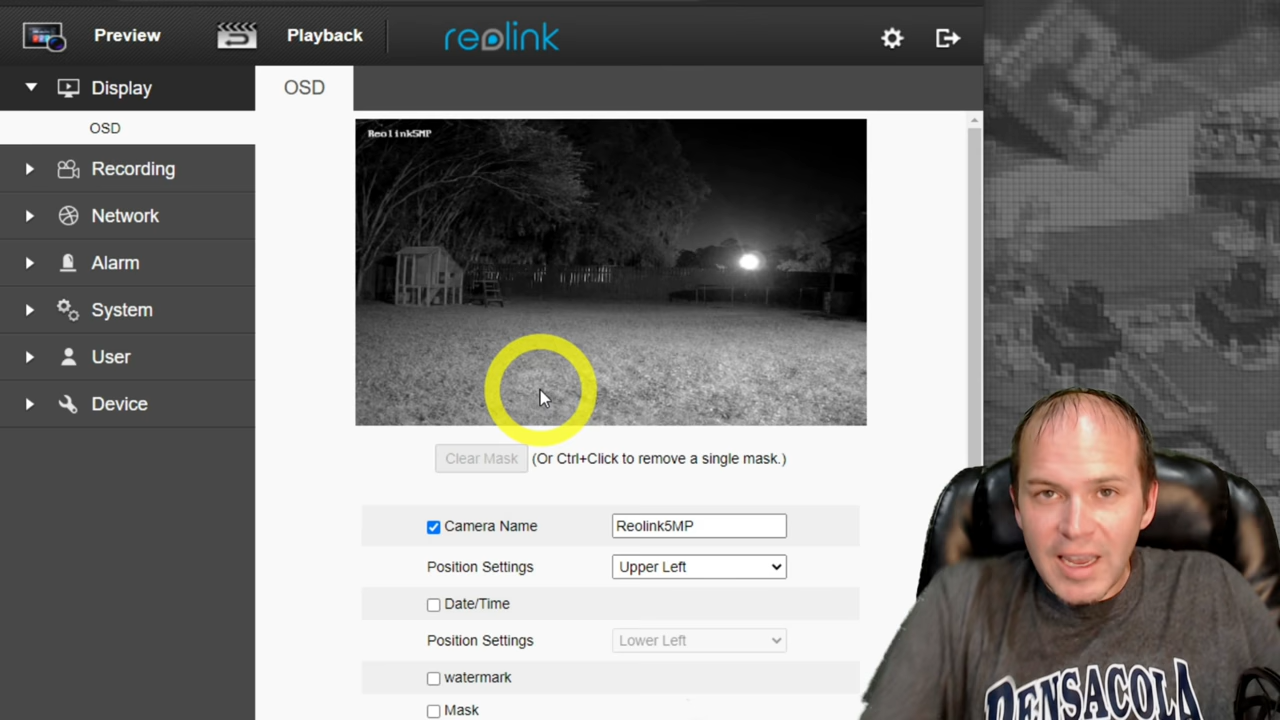 Preview
Playback
reolink
Display
OSD
OSD
Recording
Network
Alarm
System
User
Device
Reolink5MP
Clear Mask (Or Ctrl+Click to remove a single mask.)
Camera Name Reolink5MP
Position Settings Upper Left
Date/Time
Position Settings Lower Left
watermark
Mask
PENSACOLA